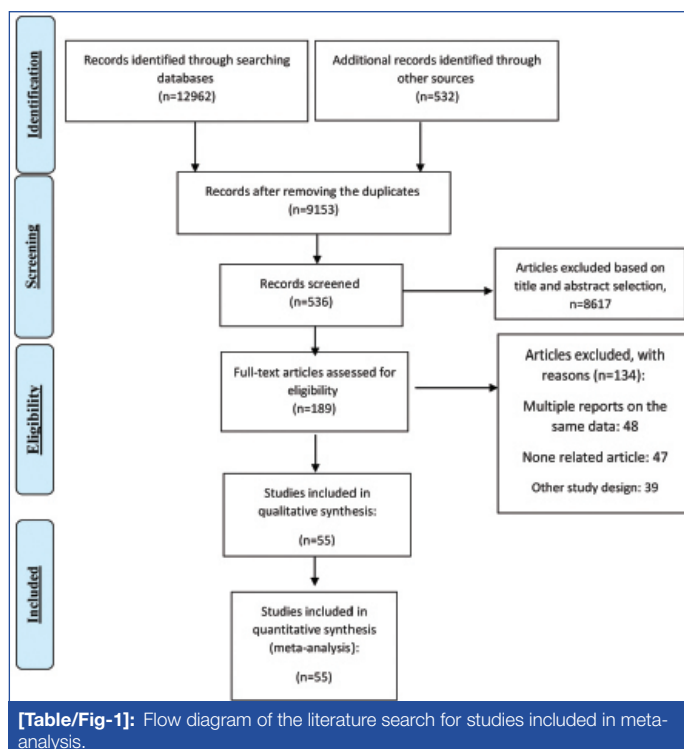 Identification
Records identified through searching
databases
(n=12962)
Additional records identified through
other sources
(n=532)
Records after removing the duplicates
(n=9153)
Screening
Records screened
(n=536)
Articles excluded based on
title and abstract selection,
n=8617
Eligibility
Full-text articles assessed for
eligibility
(n=189)
Articles excluded, with
reasons (n=134):
Multiple reports on the
same data: 48
None related article: 47
Other study design: 39
Studies included in
qualitative synthesis:
(n=55)
Included
Studies included in
quantitative synthesis
(meta-analysis):
(n=55)
[Table/Fig-1]: Flow diagram of the literature search for studies included in meta-
analysis.